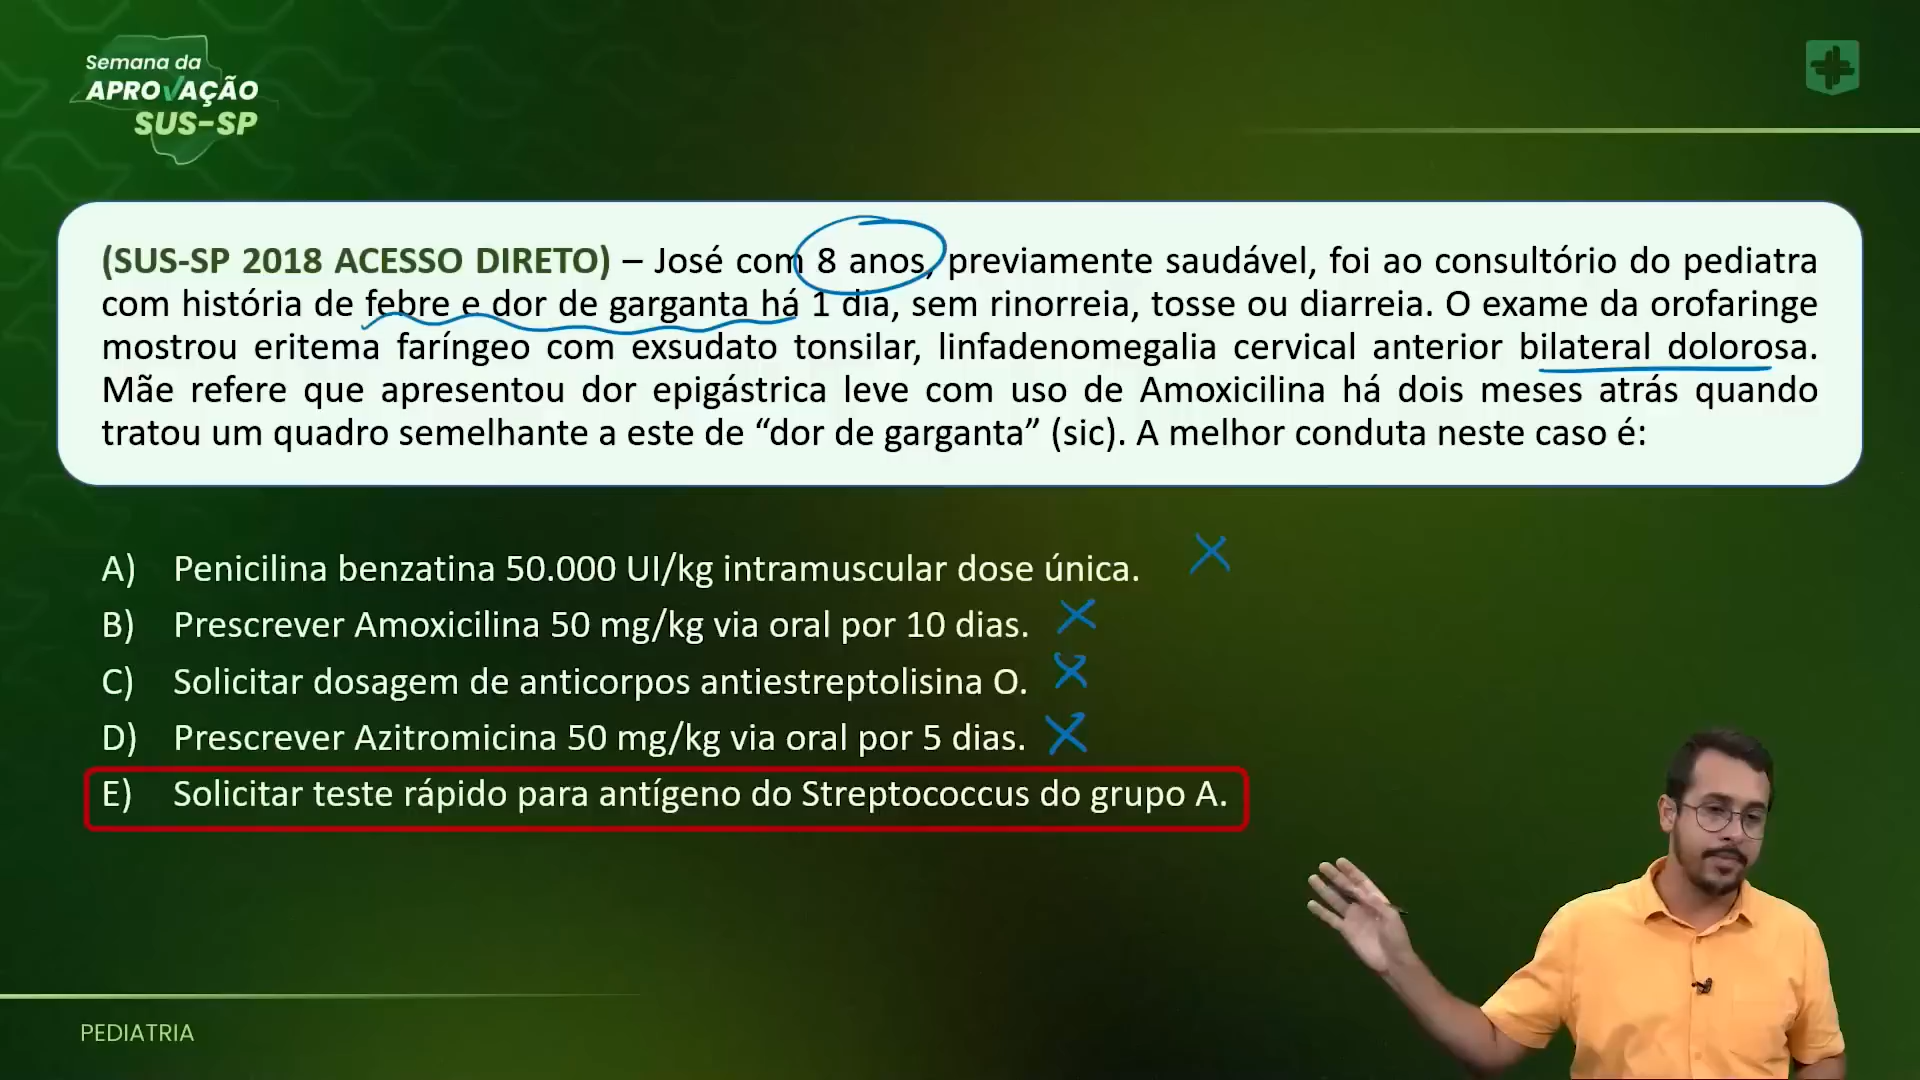 Semana da
APROVAÇÃO
SUS-SP
(SUS-SP 2018 ACESSO DIRETO) – José com 8 anos, previamente saudável, foi ao consultório do pediatra
com história de febre e dor de garganta há 1 dia, sem rinorreia, tosse ou diarreia. O exame da orofaringe
mostrou eritema faríngeo com exsudato tonsilar, linfadenomegalia cervical anterior bilateral dolorosa.
Mãe refere que apresentou dor epigástrica leve com uso de Amoxicilina há dois meses atrás quando
tratou um quadro semelhante a este de “dor de garganta” (sic). A melhor conduta neste caso é:
A) Penicilina benzatina 50.000 UI/kg intramuscular dose única.
B) Prescrever Amoxicilina 50 mg/kg via oral por 10 dias.
C) Solicitar dosagem de anticorpos antiestreptolisina O.
D) Prescrever Azitromicina 50 mg/kg via oral por 5 dias.
E) Solicitar teste rápido para antígeno do Streptococcus do grupo A.
PEDIATRIA